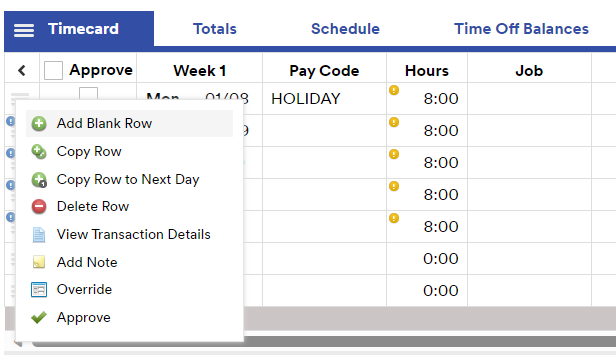 Timecard Totals Schedule Time Off Balances
Approve Week 1 Pay Code Hours Job
Mon 01/08 HOLIDAY 8:00
Add Blank Row 9 8:00
Copy Row 8:00
Copy Row to Next Day 8:00
Delete Row 8:00
View Transaction Details
Add Note 0:00
Override 0:00
Approve